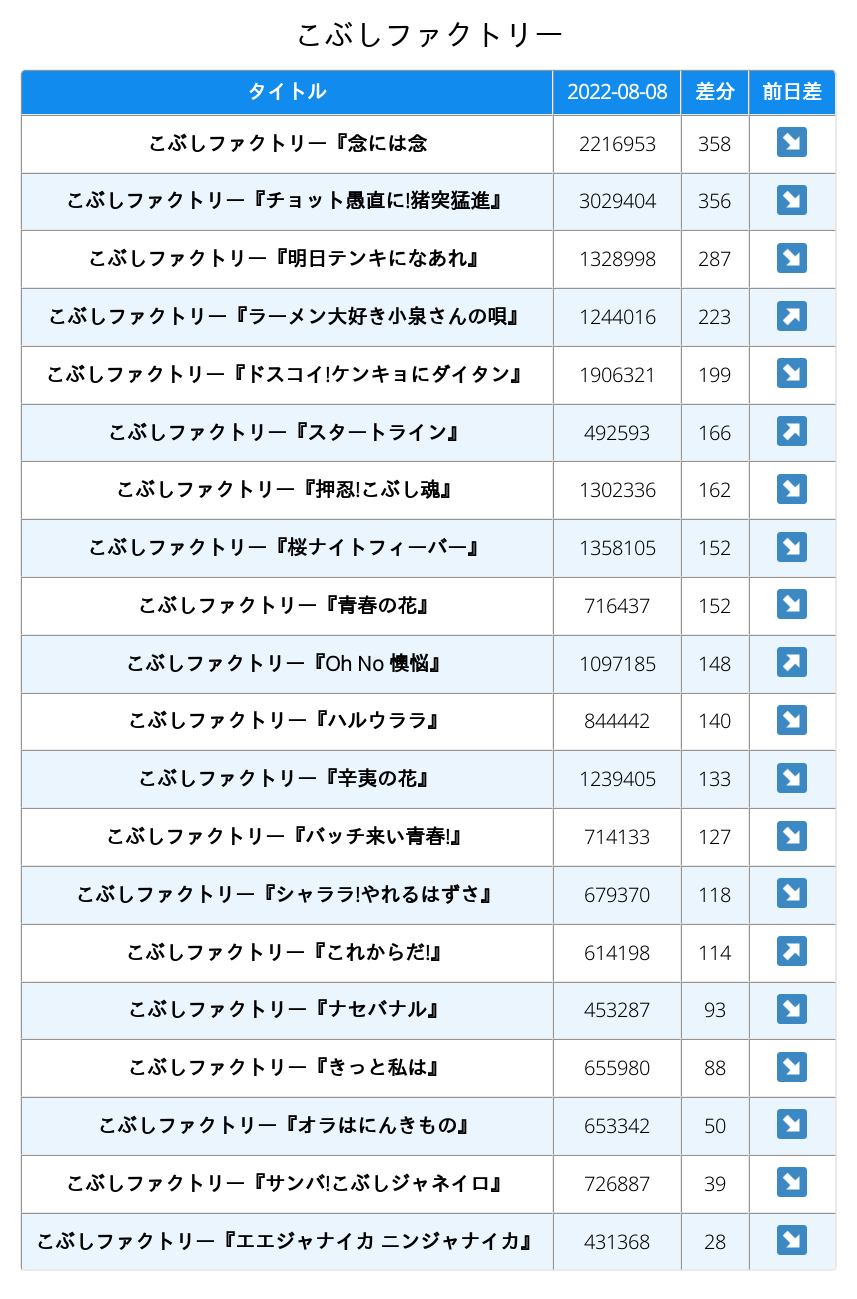 こぶしファクトリー
タイトル 2022-08-08 差分 前日差
こぶしファクトリー『念には念 2216953 358 ↘
こぶしファクトリー『チョット愚直に!猪突猛進』 3029404 356 ↘
こぶしファクトリー『明日テンキになあれ』 1328998 287 ↘
こぶしファクトリー『ラーメン大好き小泉さんの唄』 1244016 223 ↗
こぶしファクトリー『ドスコイ!ケンキョにダイタン』 1906321 199 ↘
こぶしファクトリー『スタートライン』 492593 166 ↗
こぶしファクトリー『押忍!こぶし魂』 1302336 162 ↘
こぶしファクトリー『桜ナイトフィーバー』 1358105 152 ↘
こぶしファクトリー『青春の花』 716437 152 ↘
こぶしファクトリー『Oh No 懊悩』 1097185 148 ↗
こぶしファクトリー『ハルウララ』 844442 140 ↘
こぶしファクトリー『辛夷の花』 1239405 133 ↘
こぶしファクトリー『バッチ来い青春!』 714133 127 ↘
こぶしファクトリー『シャララ!やれるはずさ』 679370 118 ↘
こぶしファクトリー『これからだ!』 614198 114 ↗
こぶしファクトリー『ナセバナル』 453287 93 ↘
こぶしファクトリー『きっと私は』 655980 88 ↘
こぶしファクトリー『オラはにんきもの』 653342 50 ↘
こぶしファクトリー『サンバ!こぶしジャネイロ』 726887 39 ↘
こぶしファクトリー『エエジャナイカ ニンジャナイカ』 431368 28 ↘